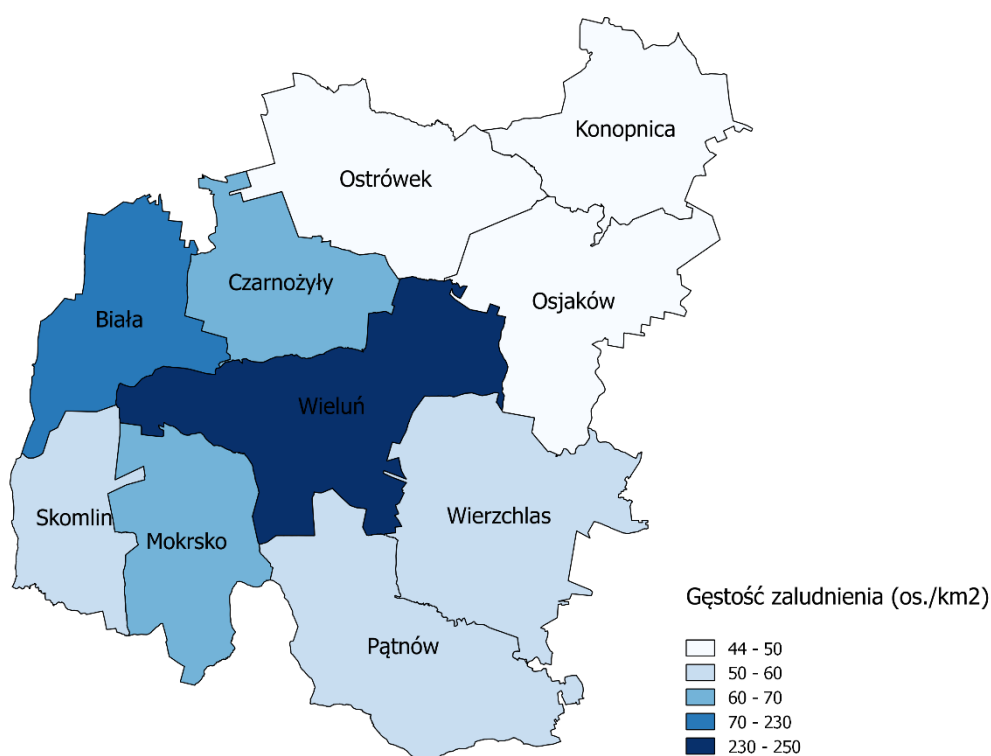 Konopnica
Ostrówek
Czarnożyły
Osjaków
Biała
Wieluń
Skomlin
Wierzchlas
Mokrsko
Pątnów
Gęstość zaludnienia (os./km2)
44 - 50
50 - 60
60 - 70
70 - 230
230 - 250